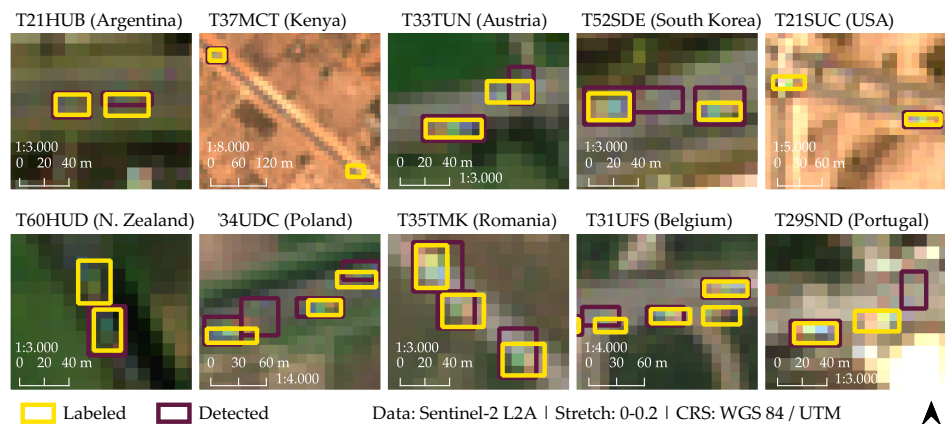 T21HUB (Argentina)
T37MCT (Kenya)
T33TUN (Austria)
T52SDE (South Korea)
T21SUC (USA)
1:3.000
0 20 40 m
1:8.000
0 60 120 m
0 20 40 m
1:3.000
1:3.000
0 20 40 m
1:5.000
0 30 60 m
T60HUD (N. Zealand)
34UDC (Poland)
T35TMK (Romania)
T31UFS (Belgium)
T29SND (Portugal)
1:3.000
0 20 40 m
0 30 60 m
1:4.000
1:3.000
0 20 40 m
1:4.000
0 30 60 m
0 20 40 m
1:3.000
Labeled
Detected
Data: Sentinel-2 L2A | Stretch: 0-0.2 | CRS: WGS 84 / UTM